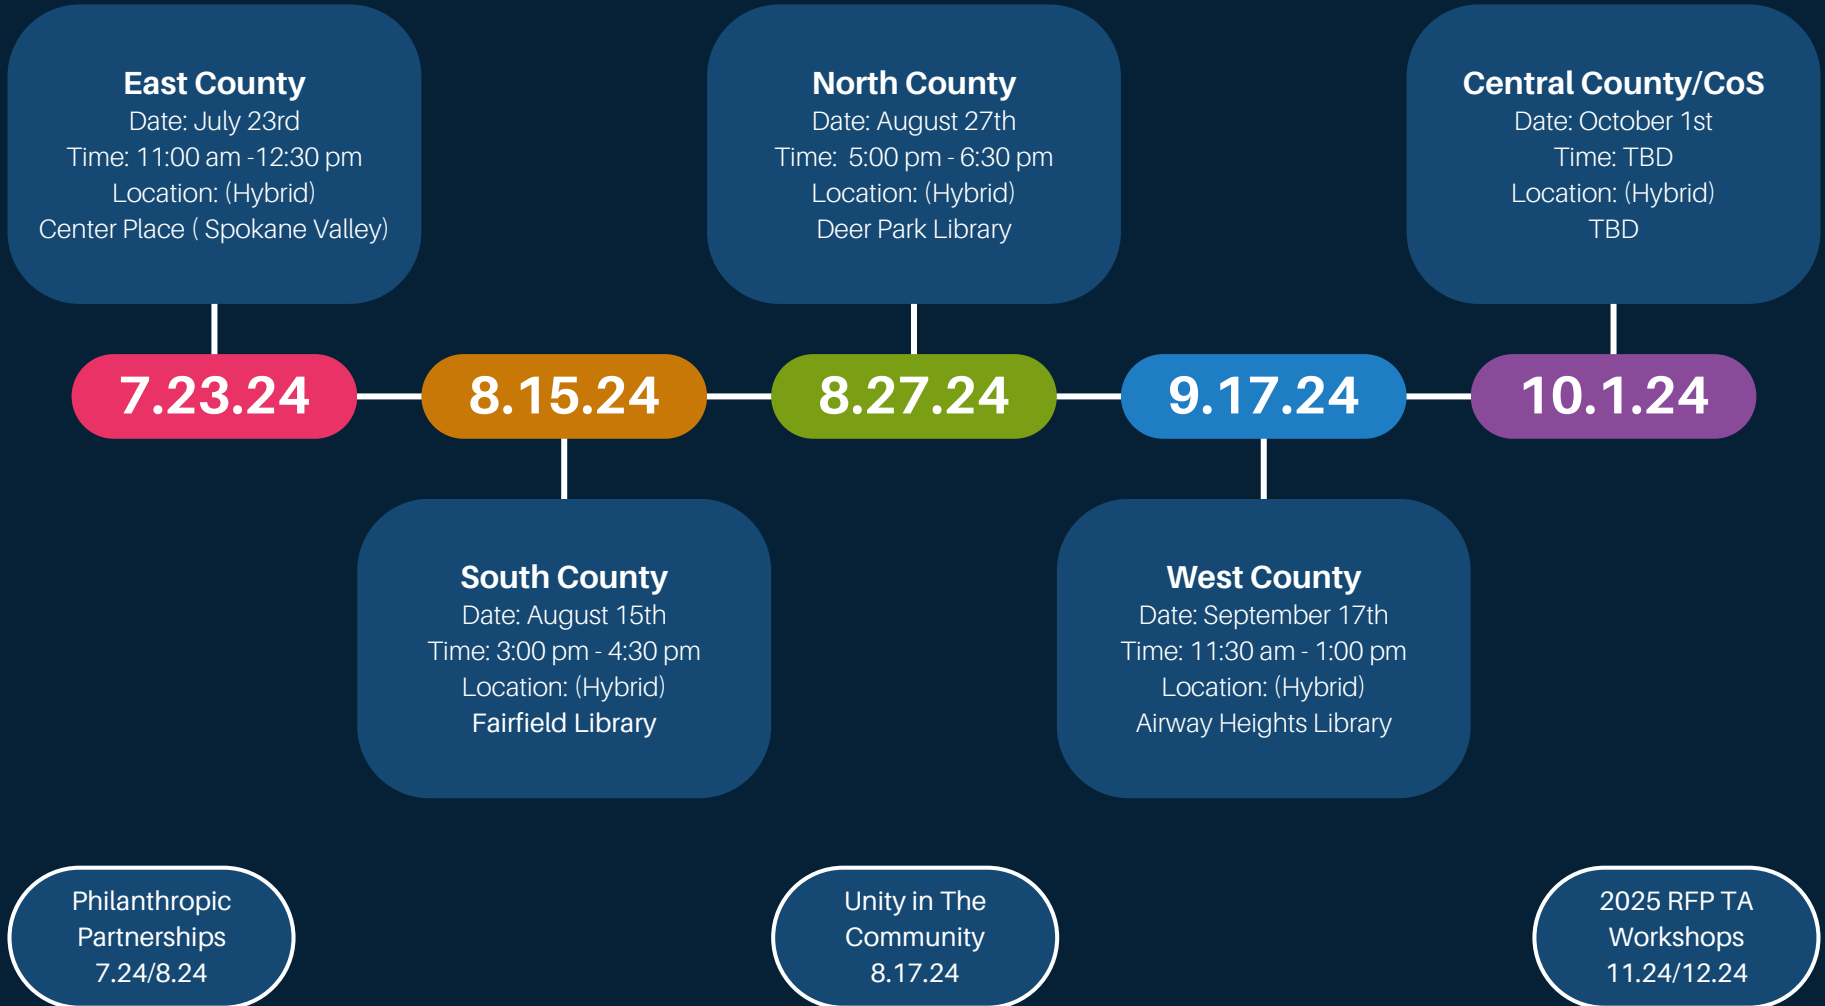 East County
Date: July 23rd
Time: 11:00 am -12:30 pm
Location: (Hybrid)
Center Place ( Spokane Valley)
North County
Date: August 27th
Time:  5:00 pm - 6:30 pm
Location: (Hybrid)
Deer Park Library
Central County/CoS
Date: October 1st
Time: TBD
Location: (Hybrid)
TBD
7.23.24
8.15.24
8.27.24
9.17.24
10.1.24
South County
Date: August 15th
Time: 3:00 pm - 4:30 pm
Location: (Hybrid)
Fairfield Library
West County
Date: September 17th
Time: 11:30 am - 1:00 pm
Location: (Hybrid)
Airway Heights Library
Philanthropic
Partnerships
7.24/8.24
Unity in The
Community
8.17.24
2025 RFP TA
Workshops
11.24/12.24